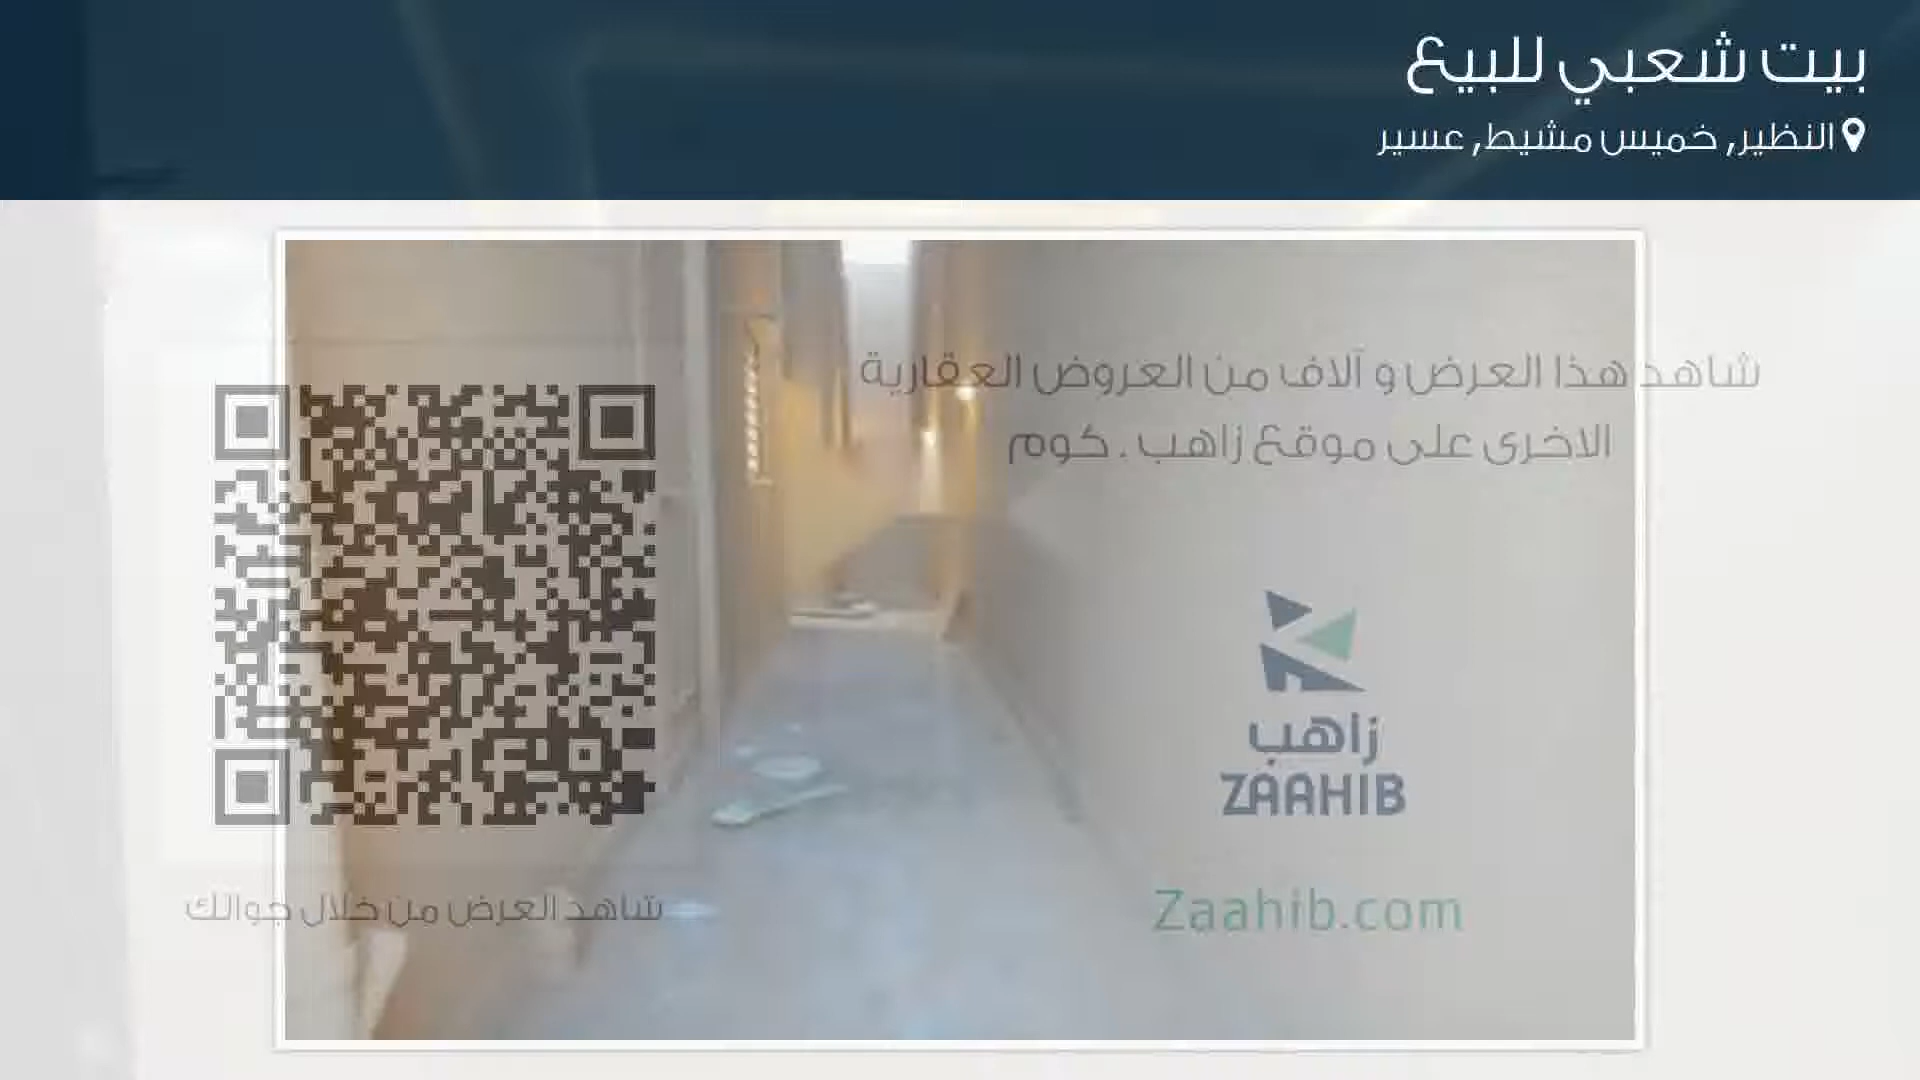 بيت شعبي للبيع
النظير, خميس مشيط, عسير
شاهد هذا العرض و آلاف من العروض العقارية
الاخرى على موقع زاهب . كوم
زاهب
ZAAHIB
Zaahib.com
شاهد العرض من خلال جوالك